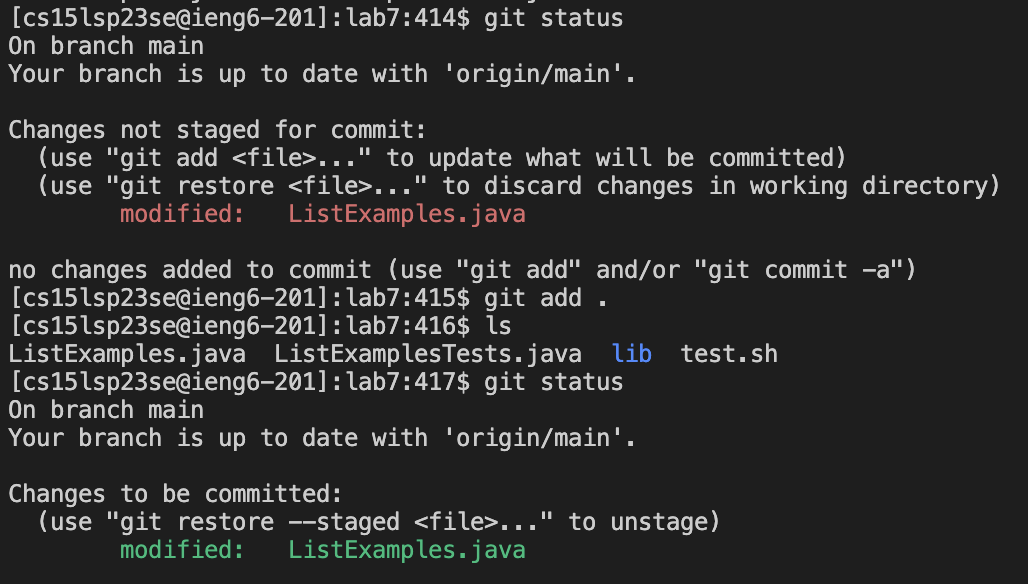 [cs15lsp23se@ieng6-201]:lab7:414$ git status
On branch main
Your branch is up to date with 'origin/main'.

Changes not staged for commit:
  (use "git add <file>..." to update what will be committed)
  (use "git restore <file>..." to discard changes in working directory)
        modified:   ListExamples.java

no changes added to commit (use "git add" and/or "git commit -a")
[cs15lsp23se@ieng6-201]:lab7:415$ git add .
[cs15lsp23se@ieng6-201]:lab7:416$ ls
ListExamples.java  ListExamplesTests.java  lib  test.sh
[cs15lsp23se@ieng6-201]:lab7:417$ git status
On branch main
Your branch is up to date with 'origin/main'.

Changes to be committed:
  (use "git restore --staged <file>..." to unstage)
        modified:   ListExamples.java